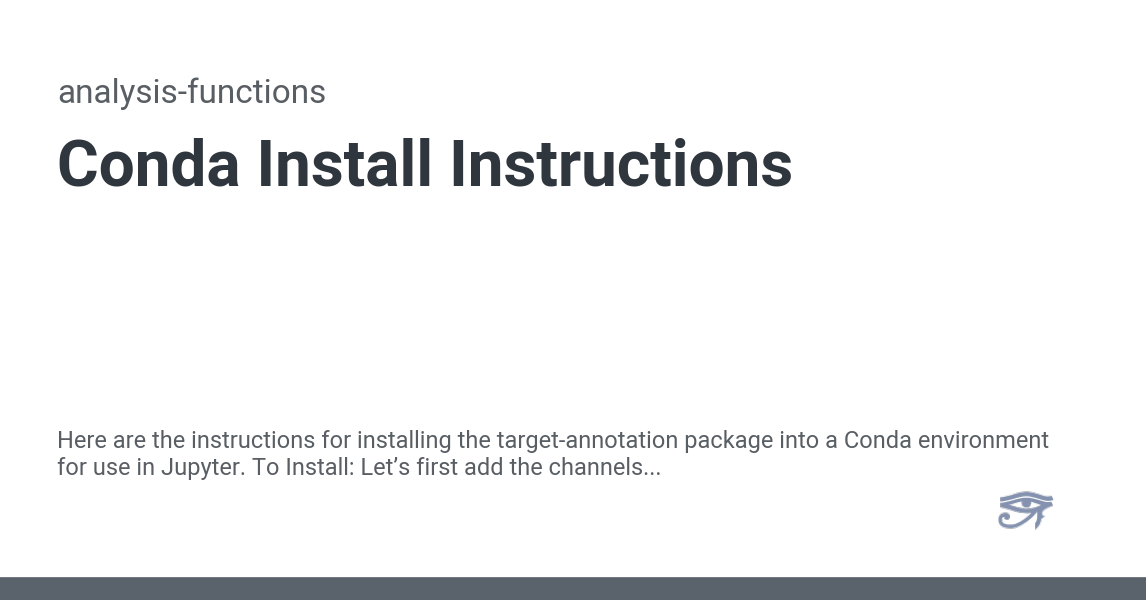 analysis-functions
Conda Install Instructions
Here are the instructions for installing the target-annotation package into a Conda environment
for use in Jupyter. To Install: Let’s first add the channels...